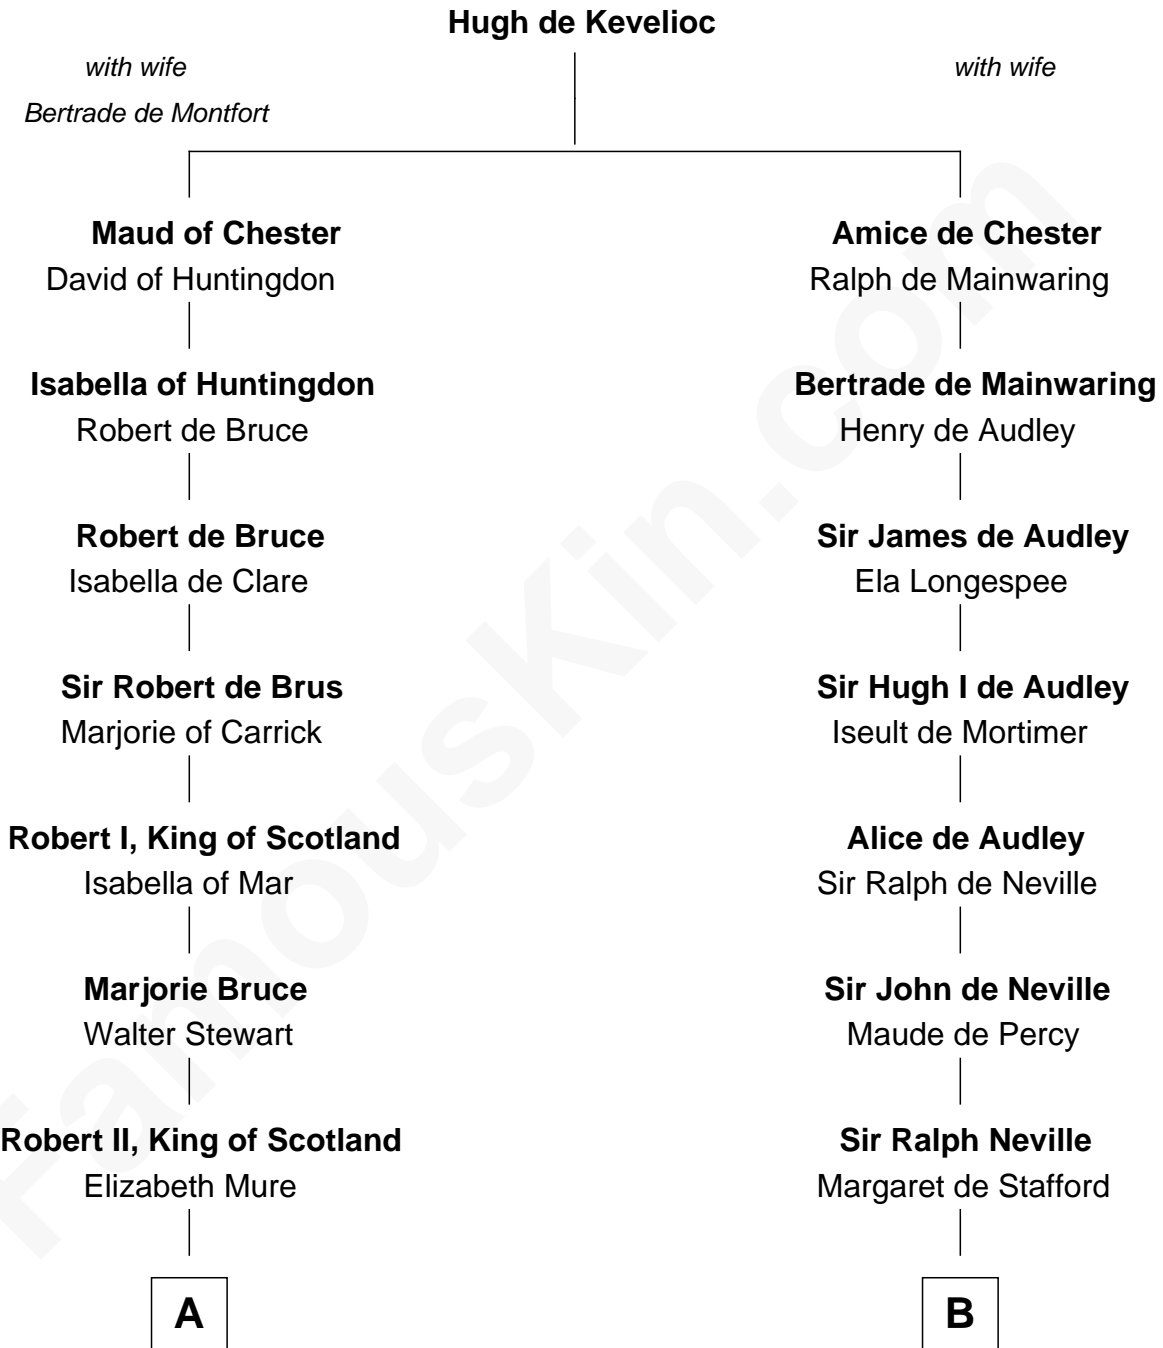 Hugh de Kevelioc
with wife
Bertrade de Montfort
with wife
Maud of Chester
David of Huntingdon
Amice de Chester
Ralph de Mainwaring
Isabella of Huntingdon
Robert de Bruce
Bertrade de Mainwaring
Henry de Audley
Robert de Bruce
Isabella de Clare
Sir James de Audley
Ela Longespee
Sir Robert de Brus
Marjorie of Carrick
Sir Hugh I de Audley
Iseult de Mortimer
Robert I, King of Scotland
Isabella of Mar
Alice de Audley
Sir Ralph de Neville
Marjorie Bruce
Walter Stewart
Sir John de Neville
Maude de Percy
Robert II, King of Scotland
Elizabeth Mure
Sir Ralph Neville
Margaret de Stafford
A
B
FamousKin.com